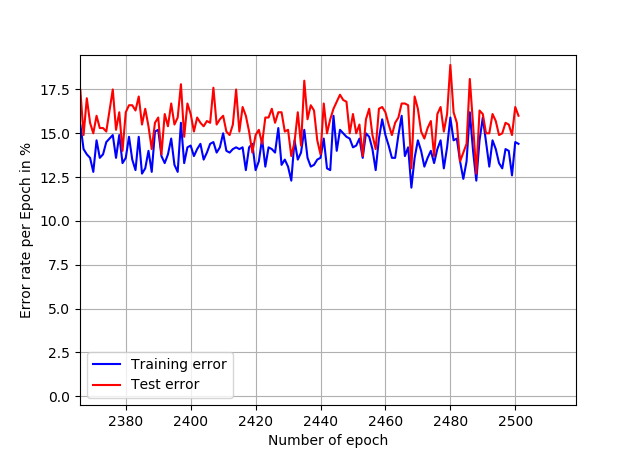 17.5
15.0
12.5
10.0
7.5
5.0
2.5
0.0
Error rate per Epoch in %
Training error
Test error
2380 2400 2420 2440 2460 2480 2500
Number of epoch